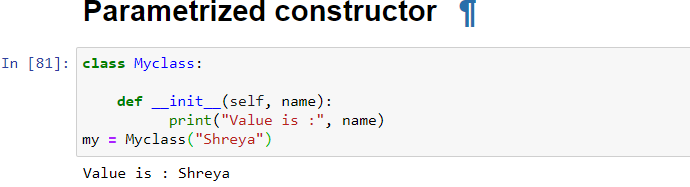 Parametrized constructor ¶
In [81]: class Myclass:
    def __init__(self, name):
          print("Value is :", name)
my = Myclass("Shreya")
Value is : Shreya